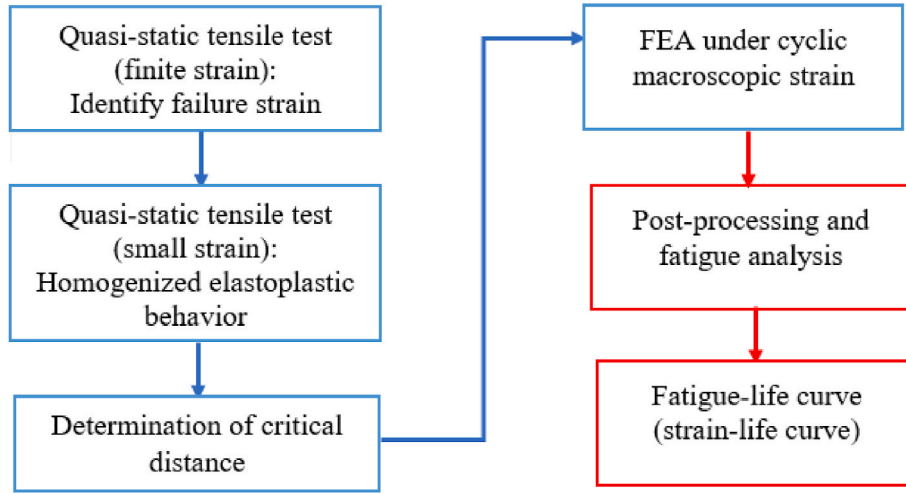 Quasi-static tensile test
(finite strain):
Identify failure strain
Quasi-static tensile test
(small strain):
Homogenized elastoplastic
behavior
Determination of critical
distance
FEA under cyclic
macroscopic strain
Post-processing and
fatigue analysis
Fatigue-life curve
(strain-life curve)